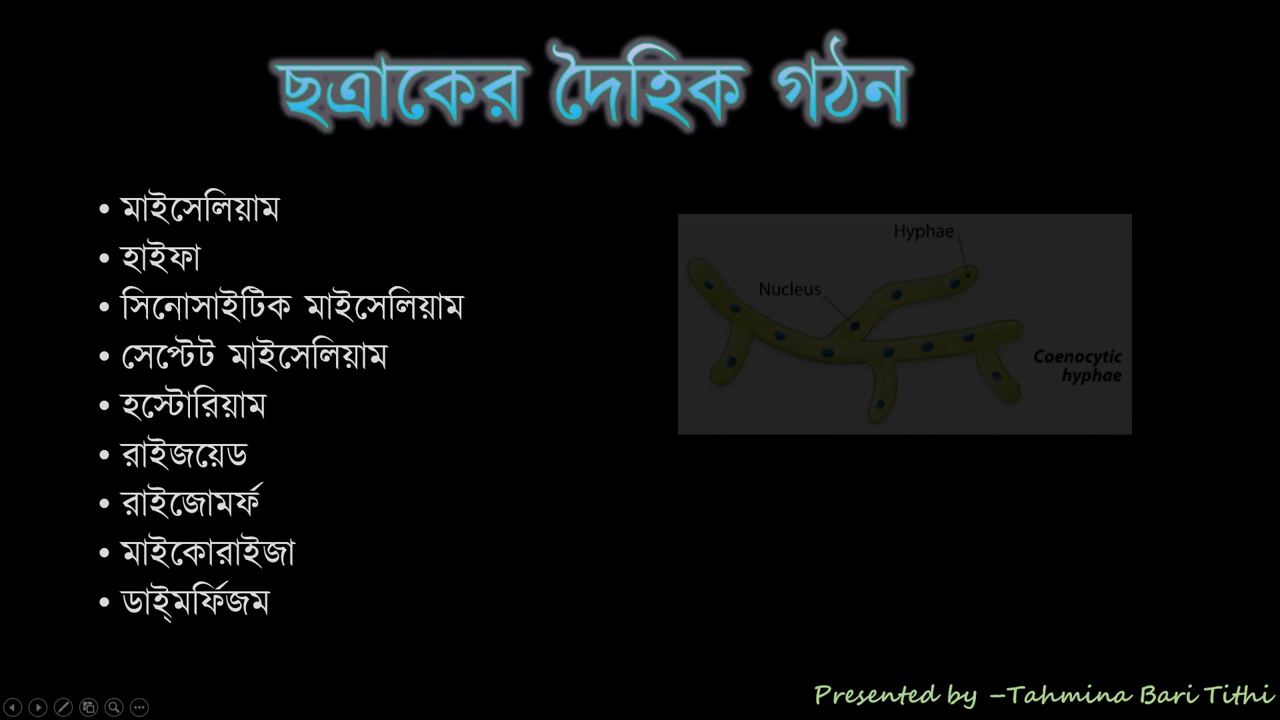 ছত্রাকের দৈহিক গঠন
• মাইসেলিয়াম
• হাইফা
• সিনোসাইটিক মাইসেলিয়াম
• সেপ্টেট মাইসেলিয়াম
• হস্টোরিয়াম
• রাইজয়েড
• রাইজোমর্ফ
• মাইকোরাইজা
• ডাই্মর্ফিজম
Hyphae
Nucleus
Coenocytic
hyphae
Presented by –Tahmina Bari Tithi